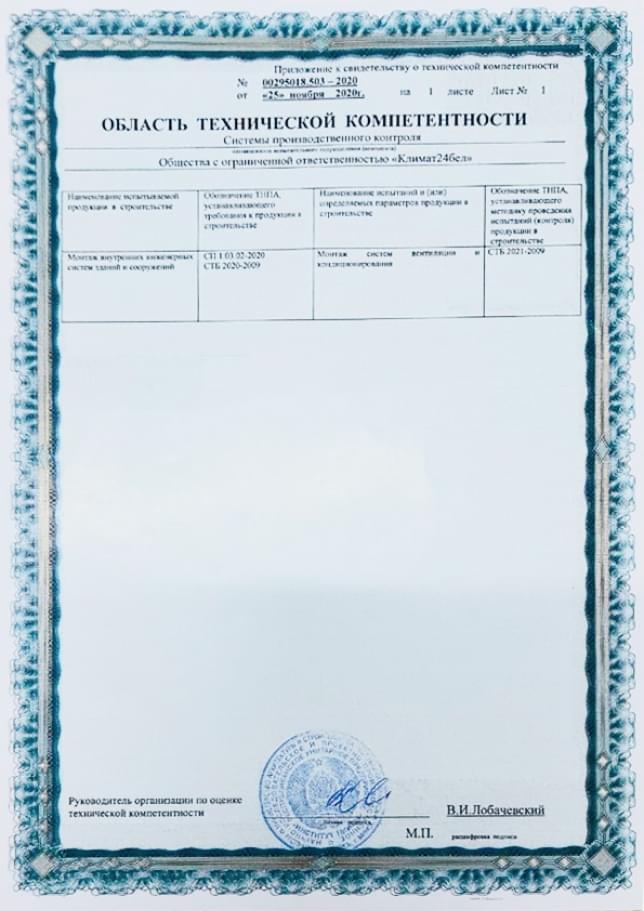 Приложение к свидетельству о технической компетентности
№ 00295018.503 – 2020
от «25» ноября 2020г. на 1 листе Лист № 1
ОБЛАСТЬ ТЕХНИЧЕСКОЙ КОМПЕТЕНТНОСТИ
Системы производственного контроля
Общества с ограниченной ответственностью «Климат24бел»
Наименование испытываемой
продукции в строительстве
Обозначение ТНПА,
устанавливающего
требования к продукции в
строительстве
Наименование испытаний и (или)
определяемых параметров продукции в
строительстве
Обозначение ТНПА,
устанавливающего
методику проведения
испытаний (контроля)
продукции в
строительстве
Монтаж внутренних инженерных
систем зданий и сооружений
СП 1.03.02-2020
СТБ 2020-2009
Монтаж систем вентиляции и
кондиционирования
СТБ 2021-2009
Руководитель организации по оценке
технической компетентности
В.И.Лобачевский
М.П.
расшифровка подписи